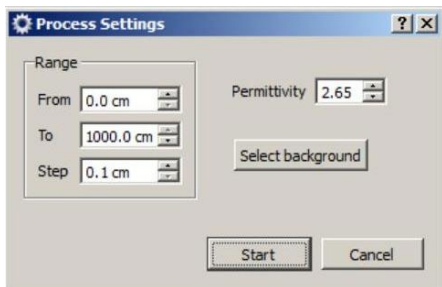 Process Settings
Range
From 0.0 cm
To 1000.0 cm
Step 0.1 cm
Permittivity 2.65
Select background
Start Cancel